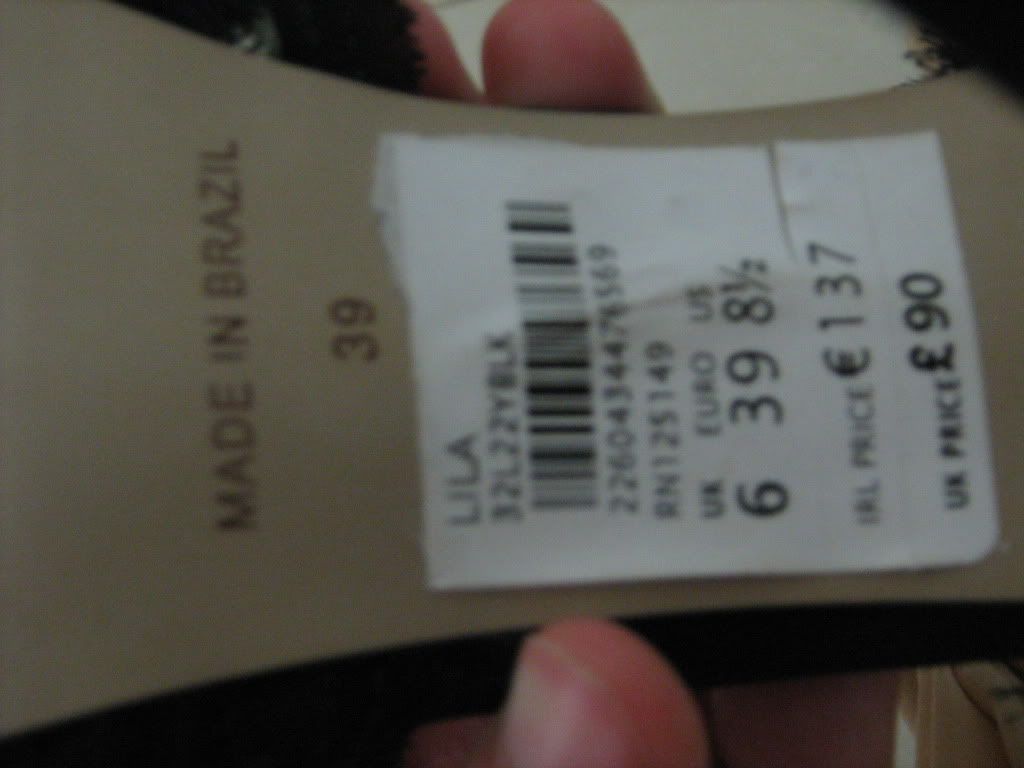 MADE IN BRAZIL
39
LILA
32L22YBLK
RN125149
UK EURO US
6 39 8½
IRL PRICE €137
UK PRICE £90